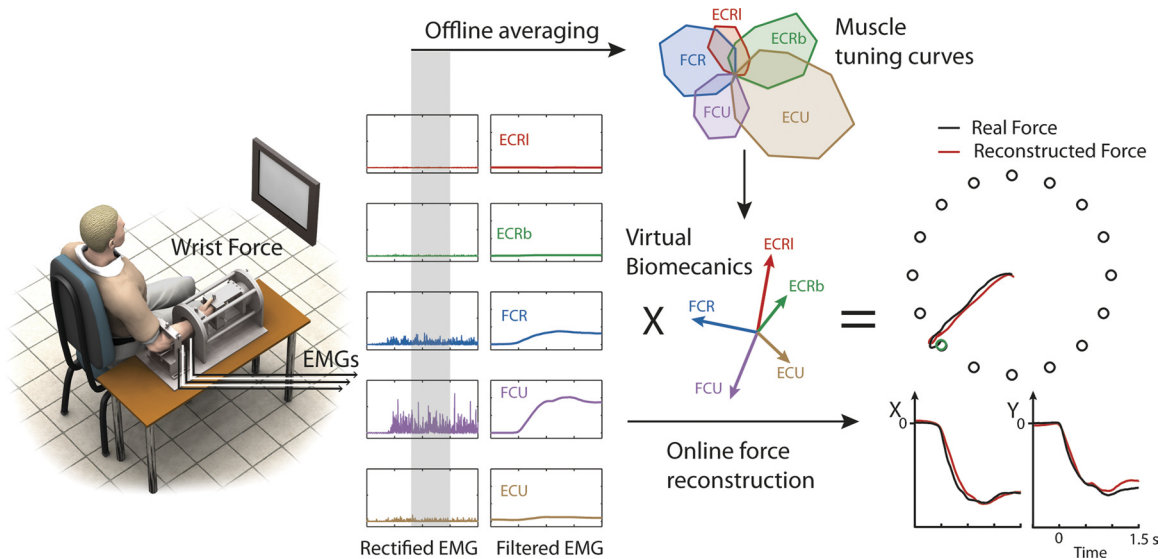 Offline averaging
ECRl
ECRb
FCR
FCU
ECU
Muscle
tuning curves
Real Force
Reconstructed Force
Wrist Force
EMGs
ECRl
ECRb
FCR
FCU
ECU
Rectified EMG
Filtered EMG
Virtual
Biomecanics
X
ECRl
ECRb
FCR
FCU
ECU
=
Online force
reconstruction
X
0
Y
0
0
1.5 s
Time